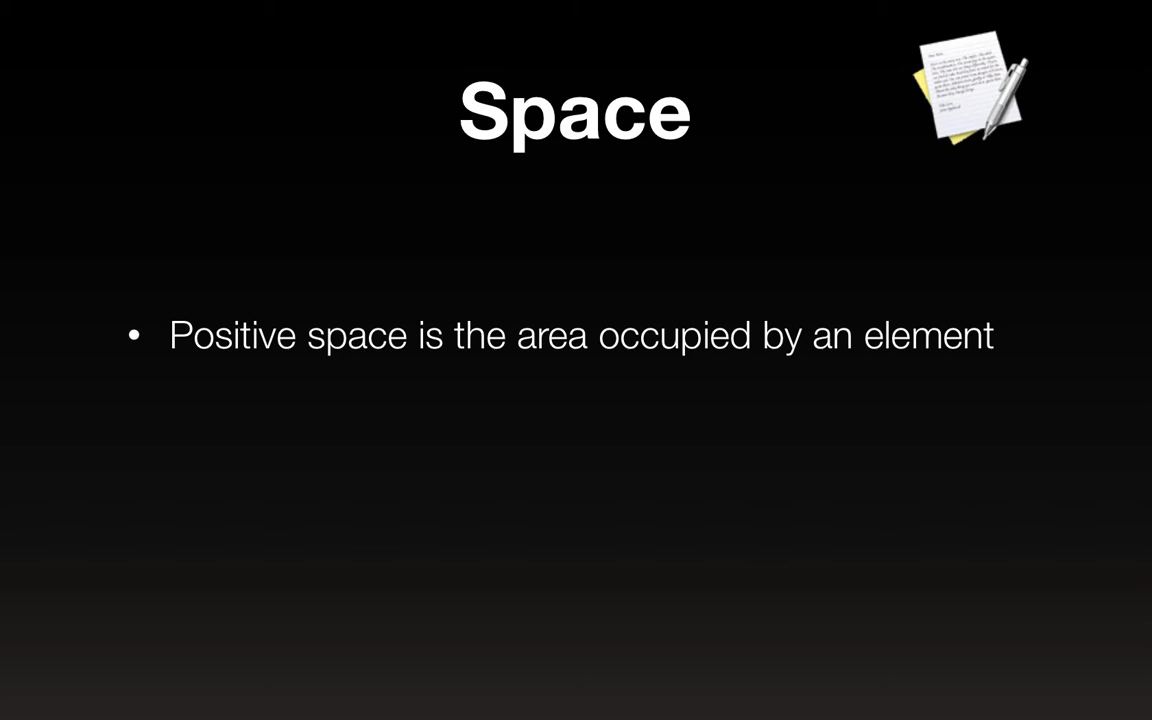 Space
• Positive space is the area occupied by an element